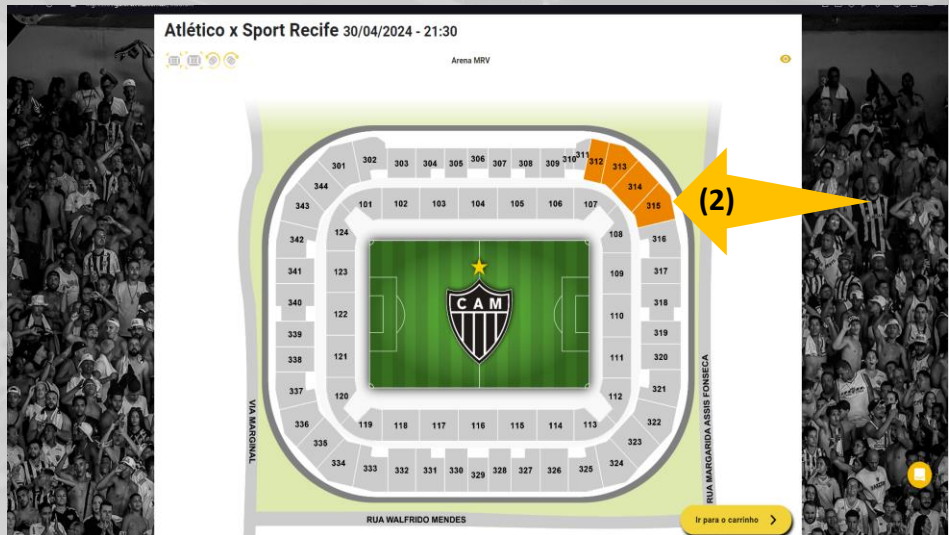 Atlético x Sport Recife 30/04/2024 - 21:30
Arena MRV
301 302 303 304 305 306 307 308 309 310 311 312 313
344 314
343 101 102 103 104 105 106 107 315
(2)
342 124 108 316
341 123 109 317
340 122 110 318
339 319
338 121 111 320
337 120 112 321
336 119 118 117 116 115 114 113 322
335 323
334 333 332 331 330 329 328 327 326 325 324
C A M
VIA MARGINAL
RUA MARGARIDA ASSIS FONSECA
RUA WALFRIDO MENDES
Ir para o carrinho